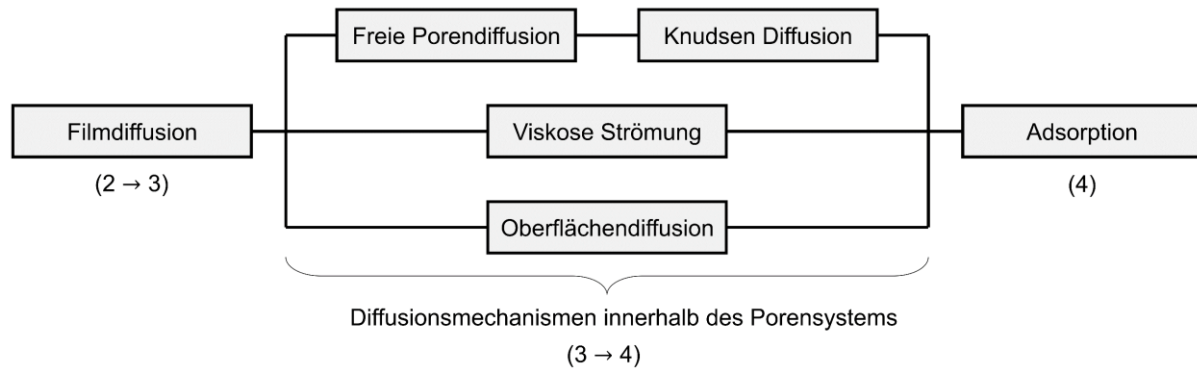 Freie Porendiffusion
Knudsen Diffusion
Filmdiffusion
Viskose Strömung
Adsorption
(2 → 3)
(4)
Oberflächendiffusion
Diffusionsmechanismen innerhalb des Porensystems
(3 → 4)